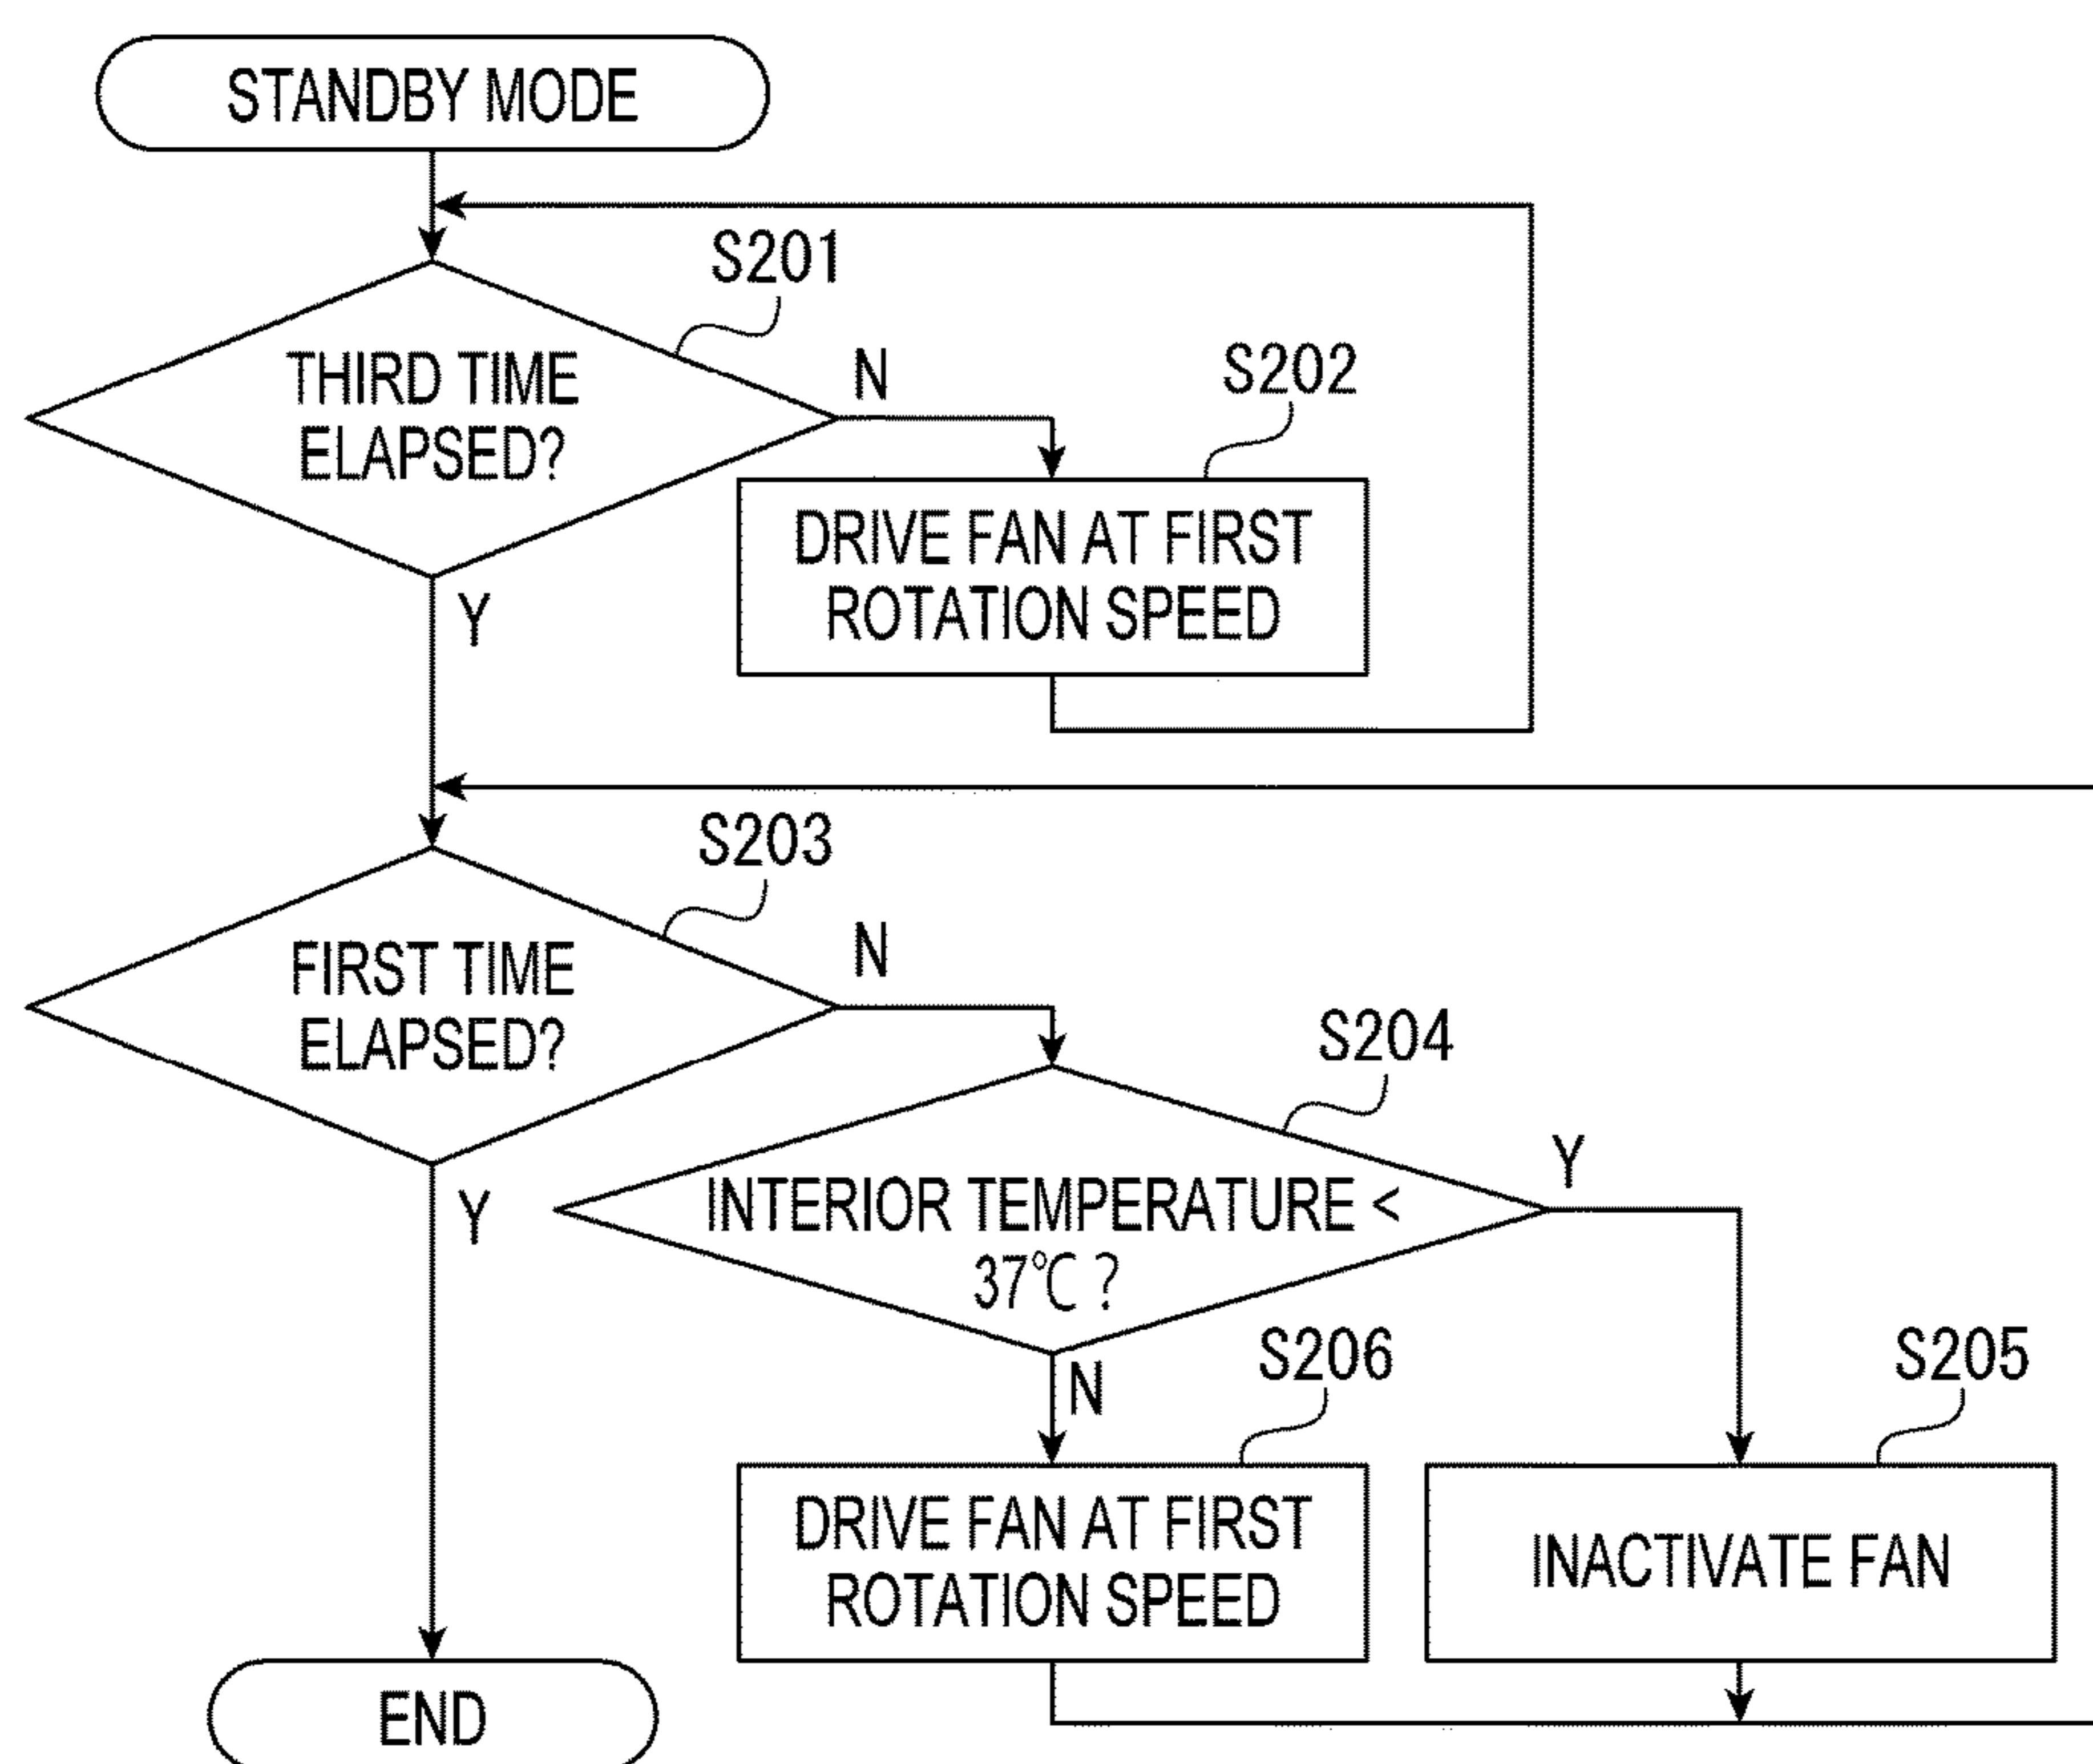 STANDBY MODE
S201
THIRD TIME
ELAPSED?
N
S202
DRIVE FAN AT FIRST
ROTATION SPEED
Y
S203
FIRST TIME
ELAPSED?
N
S204
INTERIOR TEMPERATURE <
37℃ ?
Y
Y
N
S206
S205
DRIVE FAN AT FIRST
ROTATION SPEED
INACTIVATE FAN
END